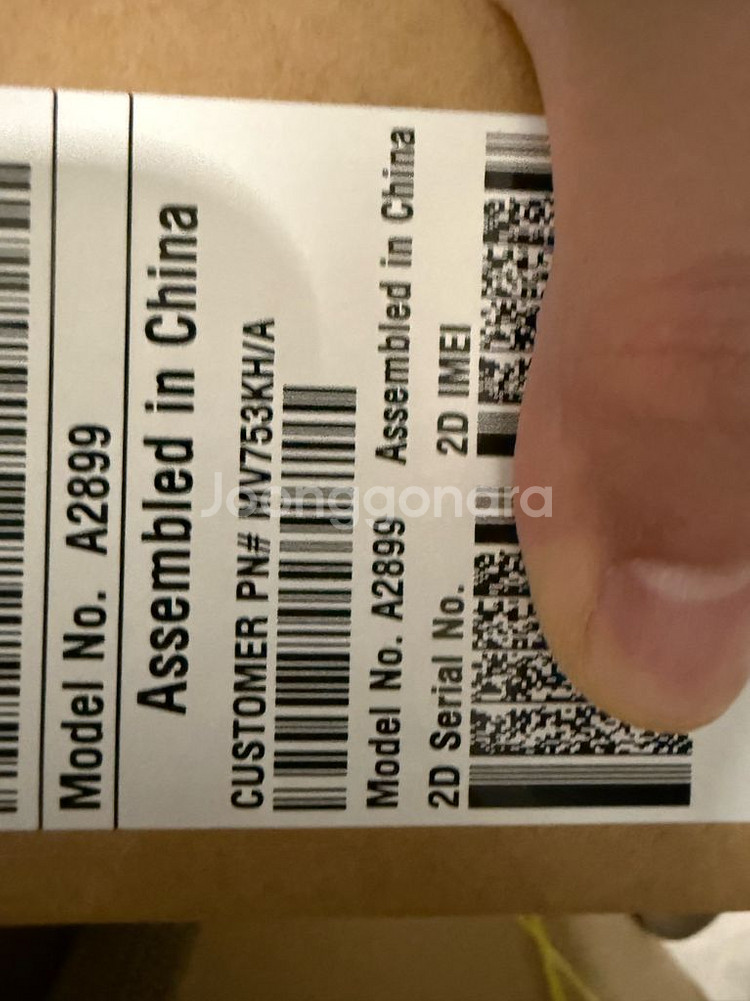 Model No. A2899
Assembled in China
CUSTOMER PN# NV753KH/A
Model No. A2899 Assembled in China
2D Serial No. 2D IMEI
Joonggonara